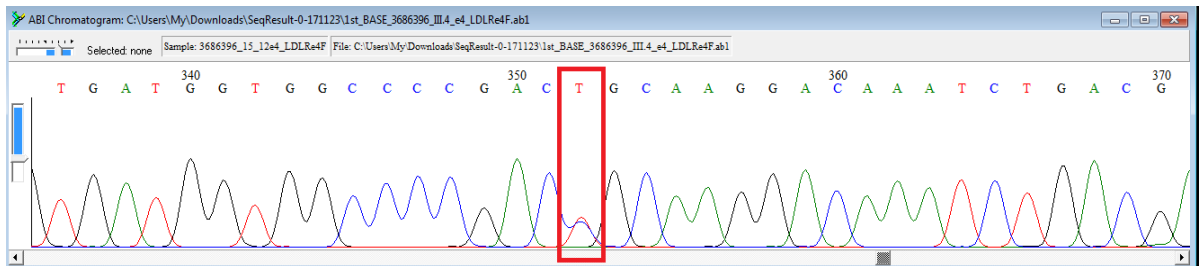 ABI Chromatogram: C:\Users\My\Downloads\SeqResult-0-171123\1st_BASE_3686396_III.4_e4_LDLRe4F.ab1
Selected: none Sample: 3686396_15_12e4_LDLRe4F File: C:\Users\My\Downloads\SeqResult-0-171123\1st_BASE_3686396_III.4_e4_LDLRe4F.ab1
340 350 360 370
T G A T G G T G G C C C C G A C T G C A A G G A C A A A T C T G A C G